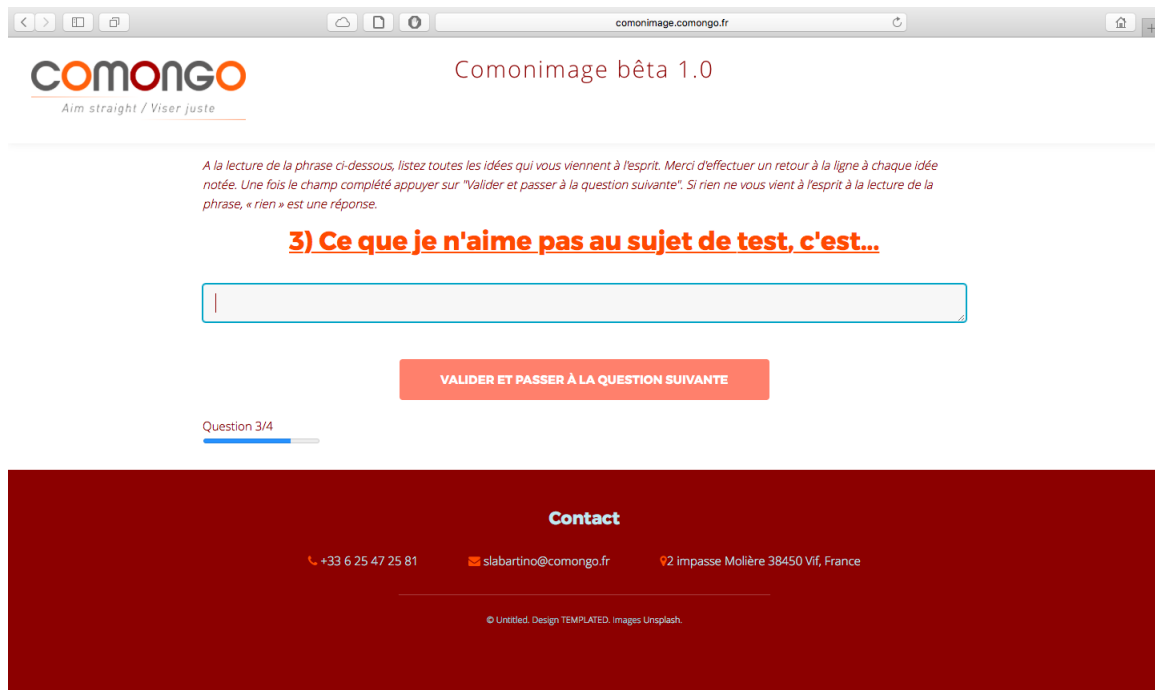 comonimage.comongo.fr
COMONGO
Aim straight / Viser juste
Comonimage bêta 1.0
A la lecture de la phrase ci-dessous, listez toutes les idées qui vous viennent à l'esprit. Merci d'effectuer un retour à la ligne à chaque idée
notée. Une fois le champ complété appuyer sur "Valider et passer à la question suivante". Si rien ne vous vient à l'esprit à la lecture de la
phrase, « rien » est une réponse.
3) Ce que je n'aime pas au sujet de test, c'est...
VALIDER ET PASSER À LA QUESTION SUIVANTE
Question 3/4
Contact
+33 6 25 47 25 81 slabartino@comongo.fr 2 impasse Molière 38450 Vif, France
© Untitled. Design TEMPLATED. Images Unsplash.